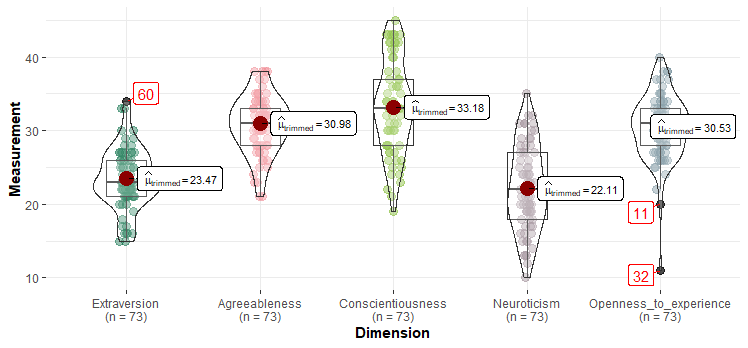 Measurement
40
30
20
10
60
μ̂trimmed = 23.47
μ̂trimmed = 30.98
μ̂trimmed = 33.18
μ̂trimmed = 22.11
μ̂trimmed = 30.53
11
32
Extraversion
(n = 73)
Agreeableness
(n = 73)
Conscientiousness
(n = 73)
Neuroticism
(n = 73)
Openness_to_experience
(n = 73)
Dimension